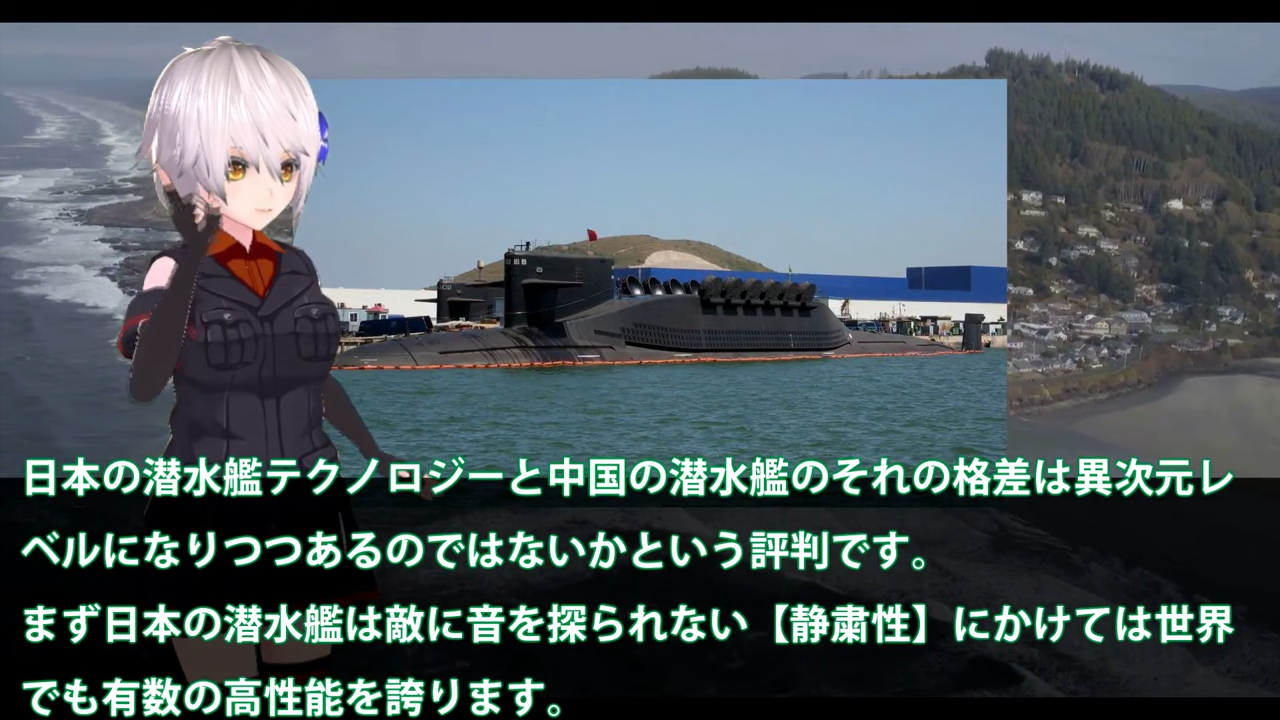 日本の潜水艦テクノロジーと中国の潜水艦のそれの格差は異次元レ
ベルになりつつあるのではないかという評判です。
まず日本の潜水艦は敵に音を探られない【静粛性】にかけては世界
でも有数の高性能を誇ります。